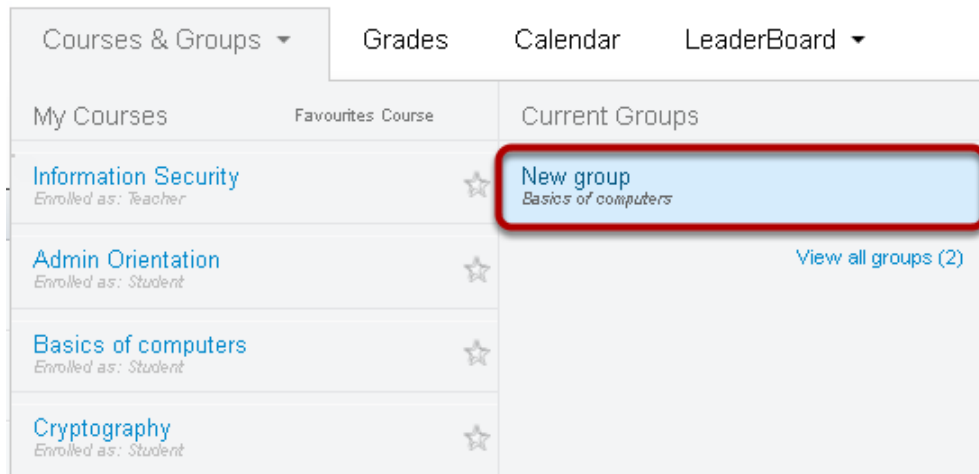 Courses & Groups Grades Calendar LeaderBoard
My Courses Favourites Course
Information Security
Enrolled as: Teacher
Admin Orientation
Enrolled as: Student
Basics of computers
Enrolled as: Student
Cryptography
Enrolled as: Student
Current Groups
New group
Basics of computers
View all groups (2)